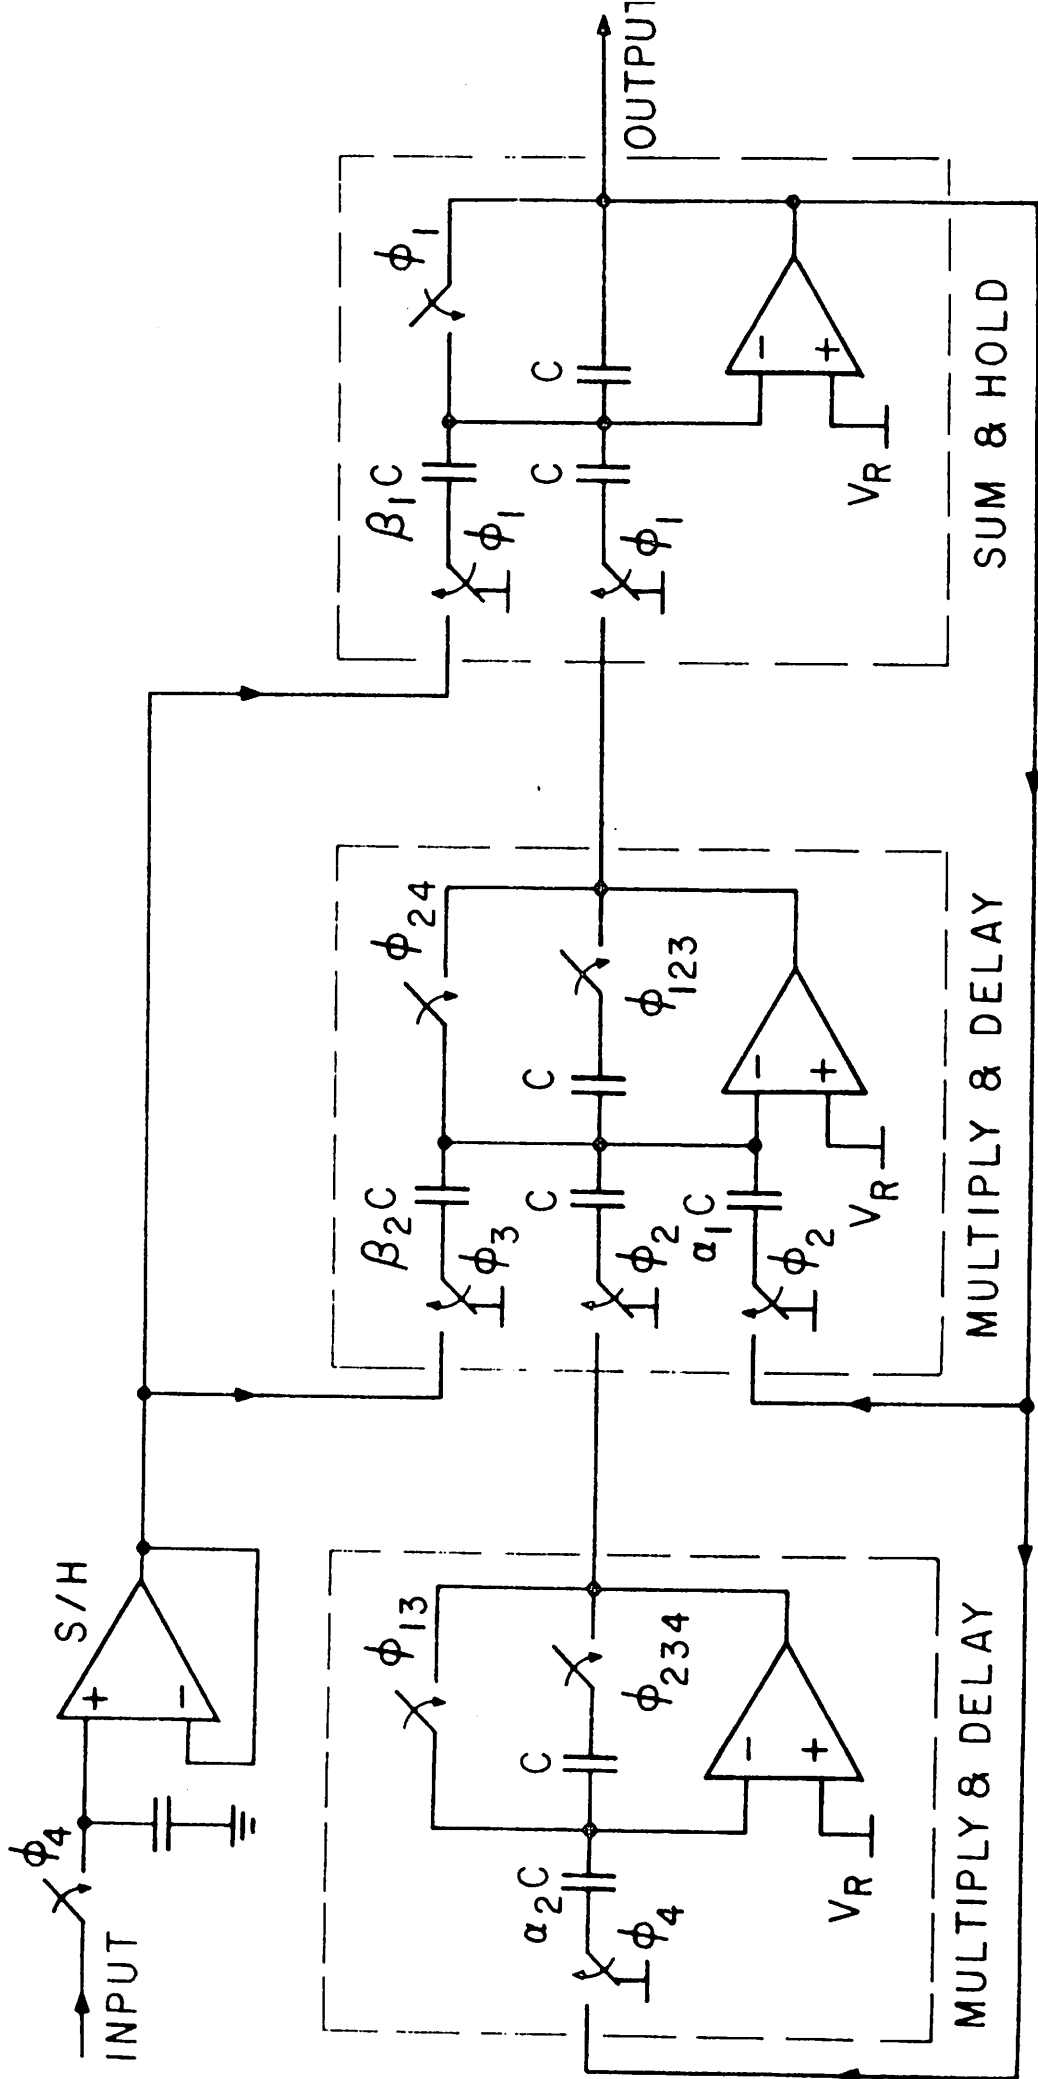 INPUT
ϕ4
S/H
+
−
α2C
ϕ4
C
ϕ13
ϕ234
−
+
VR
MULTIPLY & DELAY
β2C
ϕ3
C
ϕ2
α1C
ϕ2
C
ϕ24
ϕ123
−
+
VR
MULTIPLY & DELAY
β1C
ϕ1
C
ϕ1
C
ϕ1
−
+
VR
SUM & HOLD
OUTPUT